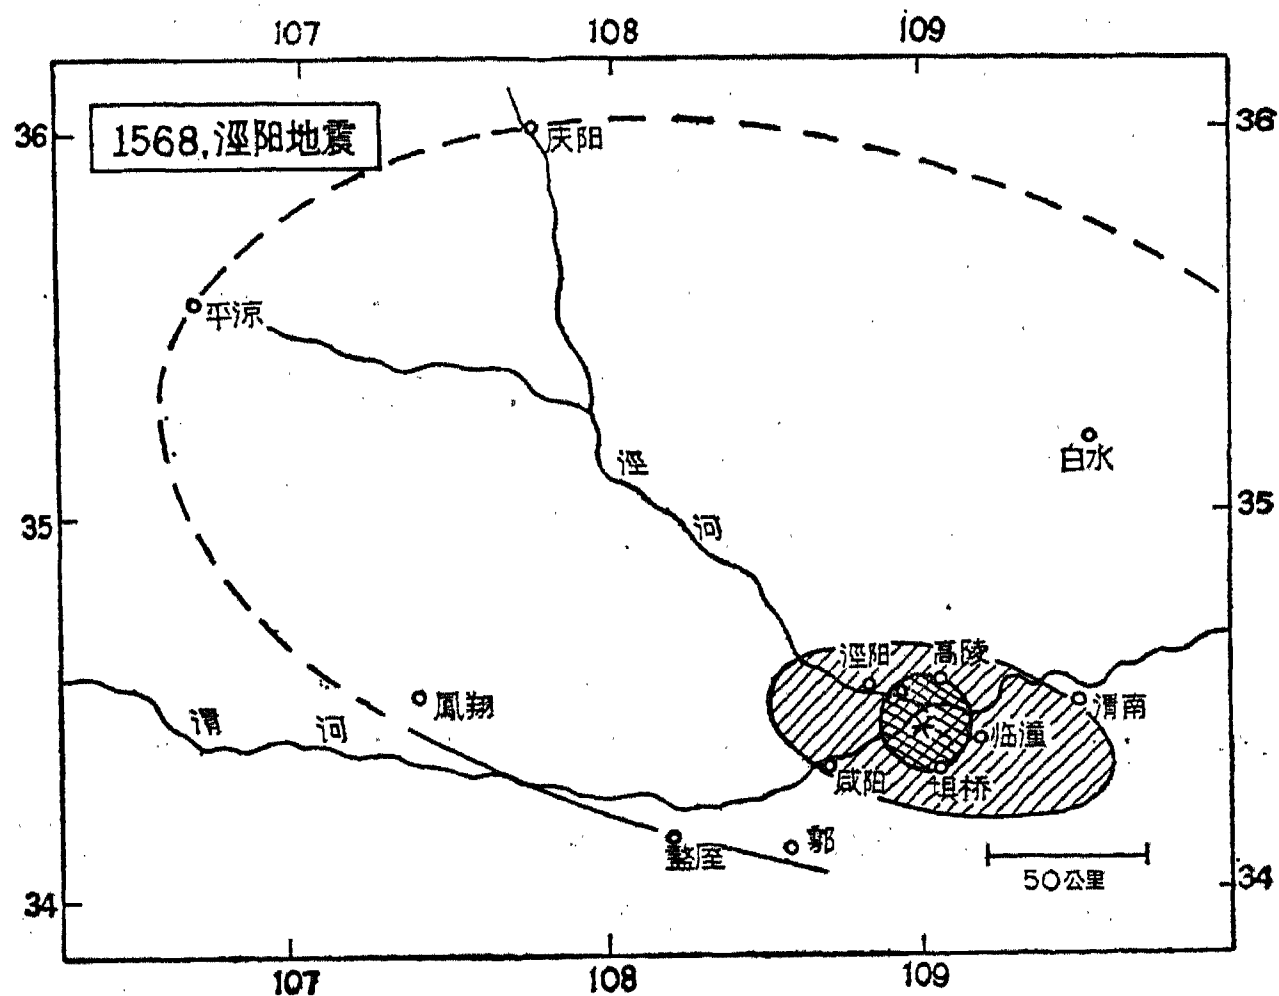 107 108 109
36 36
1568,涇阳地震
庆阳
平凉
白水
涇
35 35
河
涇阳 高陵
鳳翔 渭南
渭 河
临潼
咸阳
垻桥
鄠
盩厔
50公里
34 34
107 108 109